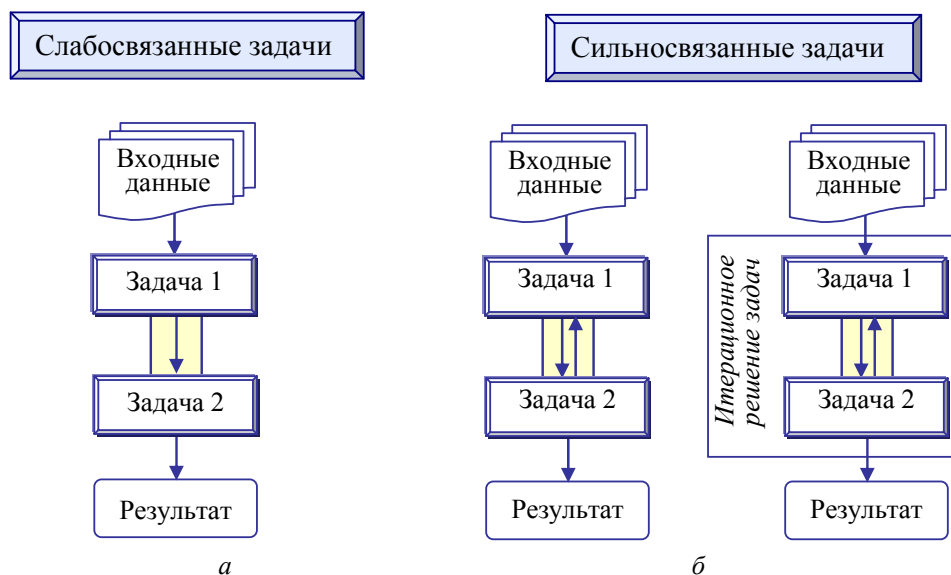 Слабосвязанные задачи
Входные
данные
Задача 1
Задача 2
Результат
а
Сильносвязанные задачи
Входные
данные
Задача 1
Задача 2
Результат
Входные
данные
Итерационное
решение задач
Задача 1
Задача 2
Результат
б